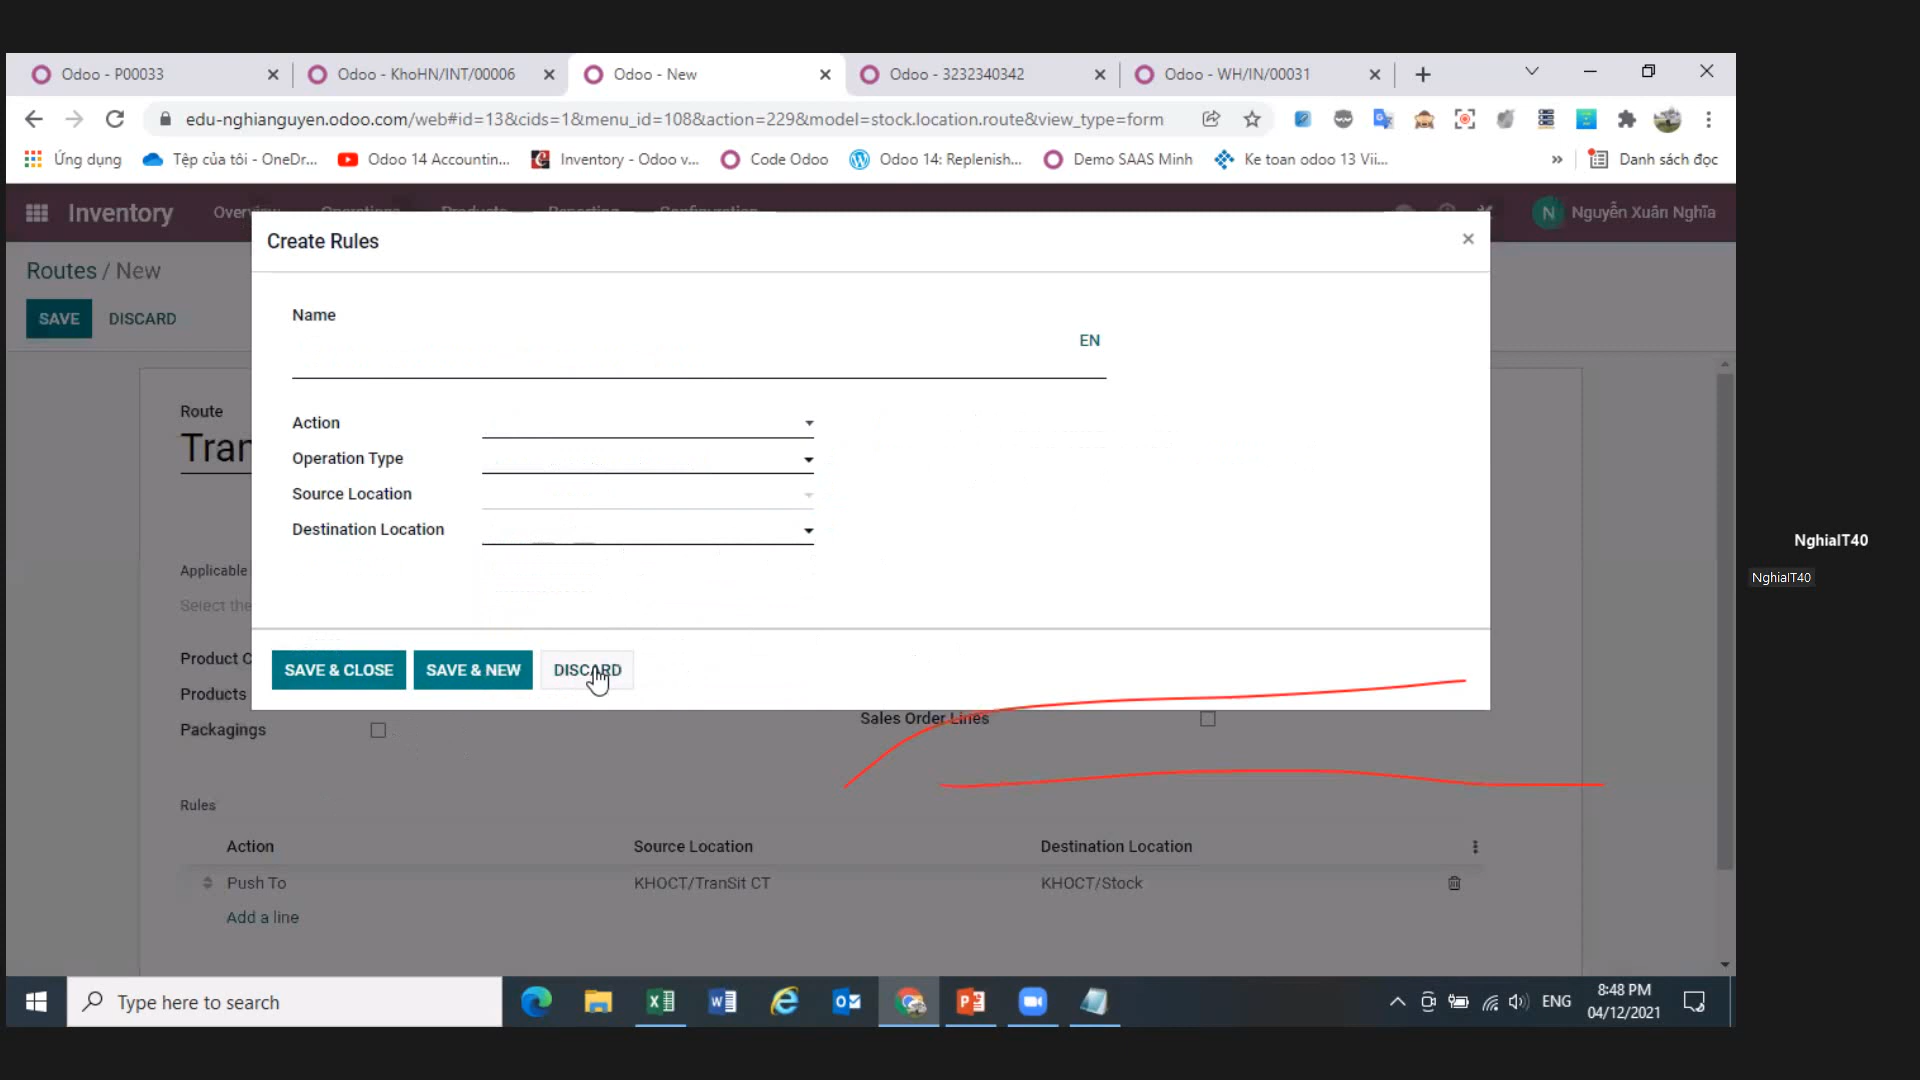 Odoo - P00033
Odoo - KhoHN/INT/00006
Odoo - New
Odoo - 3232340342
Odoo - WH/IN/00031
edu-nghianguyen.odoo.com/web#id=13&cids=1&menu_id=108&action=229&model=stock.location.route&view_type=form
Ứng dụng
Tệp của tôi - OneDr...
Odoo 14 Accountin...
Inventory - Odoo v...
Code Odoo
Odoo 14: Replenish...
Demo SAAS Minh
Ke toan odoo 13 Vii...
»
Danh sách đọc
Inventory
Overview
Operations
Products
Reporting
Configuration
N
Nguyễn Xuân Nghĩa
Routes / New
SAVE
DISCARD
Create Rules
Name
EN
Action
Operation Type
Source Location
Destination Location
SAVE & CLOSE
SAVE & NEW
DISCARD
Route
Tran
Applicable
Select the
Product C
Products
Packagings
Sales Order Lines
Rules
Action
Source Location
Destination Location
Push To
KHOCT/TranSit CT
KHOCT/Stock
Add a line
NghiaIT40
NghiaIT40
Type here to search
ENG
8:48 PM
04/12/2021